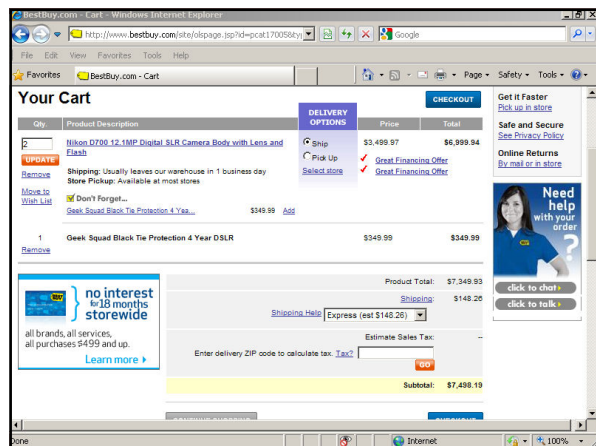 BestBuy.com - Cart - Windows Internet Explorer
http://www.bestbuy.com/site/olspage.jsp?id=pcat17005&ty
Google
File Edit View Favorites Tools Help
Favorites BestBuy.com - Cart Page Safety Tools
Your Cart
CHECKOUT
Qty. Product Description DELIVERY OPTIONS Price Total
2 Nikon D700 12.1MP Digital SLR Camera Body with Lens and Flash Ship $3,499.97 $6,999.94
UPDATE
Pick Up Great Financing Offer
Remove Shipping: Usually leaves our warehouse in 1 business day Select store Great Financing Offer
Store Pickup: Available at most stores
Move to Wish List
Don't Forget...
Geek Squad Black Tie Protection 4 Yea... $349.99 Add
1 Geek Squad Black Tie Protection 4 Year DSLR $349.99 $349.99
Remove
Get it Faster
Pick up in store
Safe and Secure
See Privacy Policy
Online Returns
By mail or in store
Need
help
with your
order
?
click to chat
click to talk
no interest
for 18 months
storewide
all brands, all services,
all purchases $499 and up.
Learn more
Product Total: $7,349.93
Shipping: $148.26
Shipping Help Express (est $148.26)
Estimate Sales Tax: --
Enter delivery ZIP code to calculate tax. Tax?
GO
Subtotal: $7,498.19
Done Internet 100%